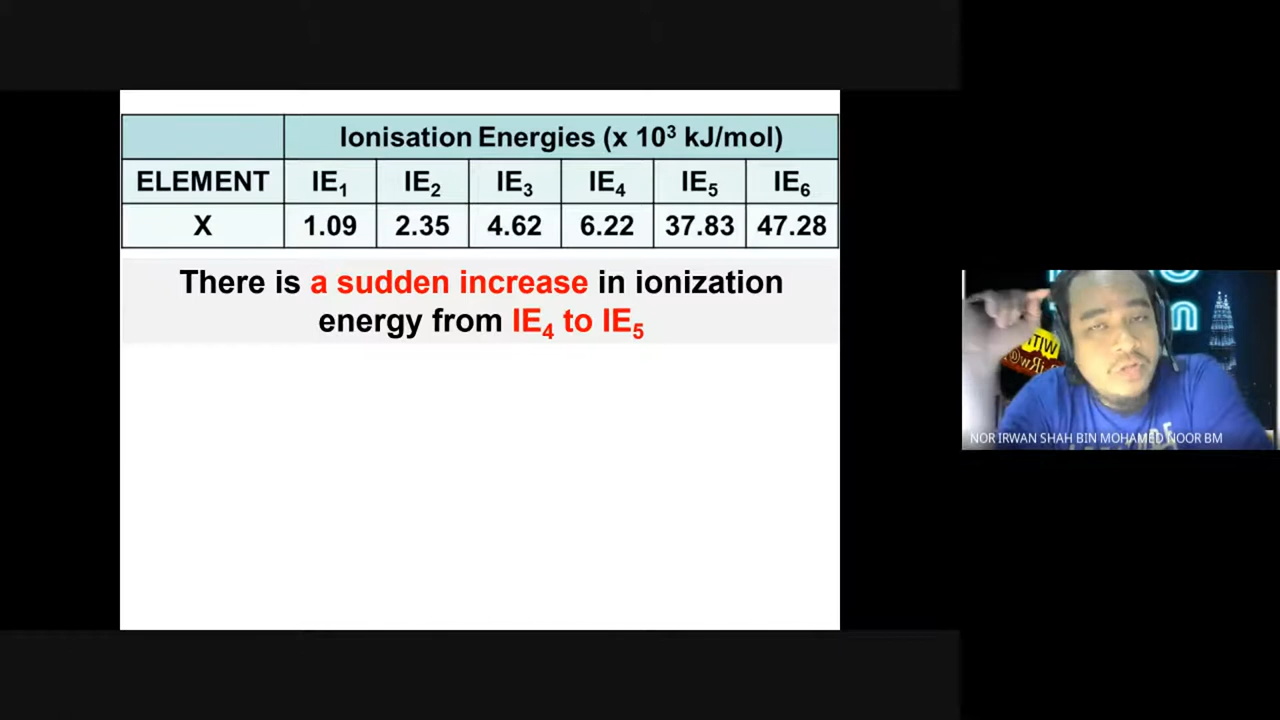 Ionisation Energies (x 10³ kJ/mol)
ELEMENT IE₁ IE₂ IE₃ IE₄ IE₅ IE₆
X 1.09 2.35 4.62 6.22 37.83 47.28
There is a sudden increase in ionization
energy from IE₄ to IE₅
WIT
NOR IRWAN SHAH BIN MOHAMED NOOR BM